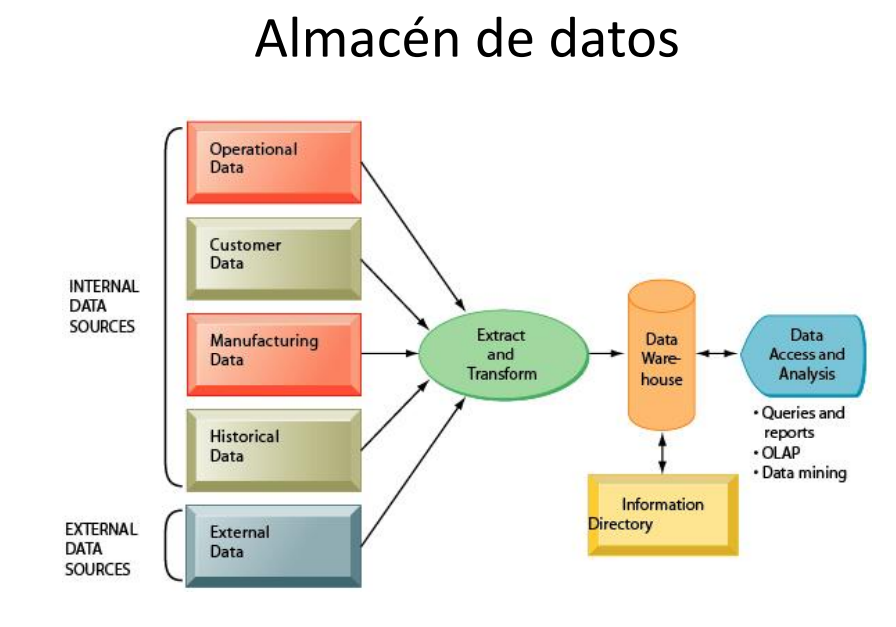 Almacén de datos
Operational
Data
Customer
Data
INTERNAL
DATA
SOURCES
Manufacturing
Data
Historical
Data
EXTERNAL
DATA
SOURCES
External
Data
Extract
and
Transform
Data
Ware-
house
Data
Access and
Analysis
• Queries and
reports
• OLAP
• Data mining
Information
Directory